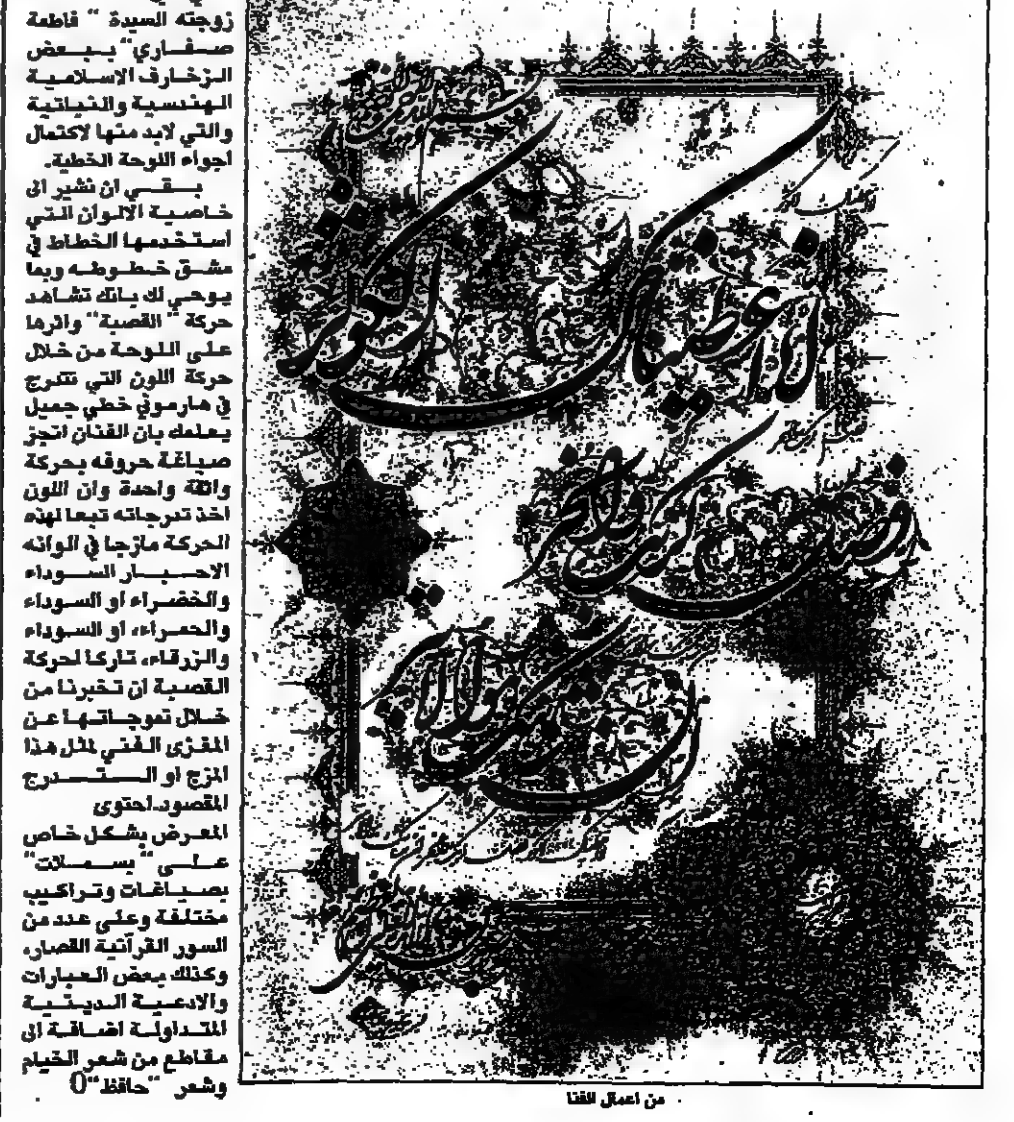 زوجته السيدة " فاطمة
صفاري" ببعض
الزخارف الاسلامية
الهندسية والنباتية
والتي لابد منها لاكتمال
اجواء اللوحة الخطية.
بقي ان نشير الى
خاصية الالوان التي
استخدمها الخطاط في
مشق خطوطه وبما
يوحي لك بانك تشاهد
حركة " القصبة" واثرها
على اللوحة من خلال
حركة اللون التي تتدرج
في هارموني خطي جميل
يعلمك بان الفنان انجز
صياغة حروفه بحركة
واثقة واحدة وان اللون
اخذ تدرجاته تبعا لهذه
الحركة مازجا في الوانه
الاحبار السوداء
والخضراء او السوداء
والحمراء، او السوداء
والزرقاء، تاركا لحركة
القصبة ان تخبرنا من
خلال تموجاتها عن
المغزى الفني لمثل هذا
المزج او التدرج
المقصود.احتوى
المعرض بشكل خاص
على " بسملات"
بصياغات وتراكيب
مختلفة وعلى عدد من
السور القرآنية القصار،
وكذلك بعض العبارات
والادعية الدينية
المتداولة اضافة الى
مقاطع من شعر الخيام
وشعر "حافظ"0
بسم الله الرحمن الرحيم
انا اعطيناك الكوثر
فصل لربك وانحر
ان شانئك هو الابتر
من اعمال الفنا